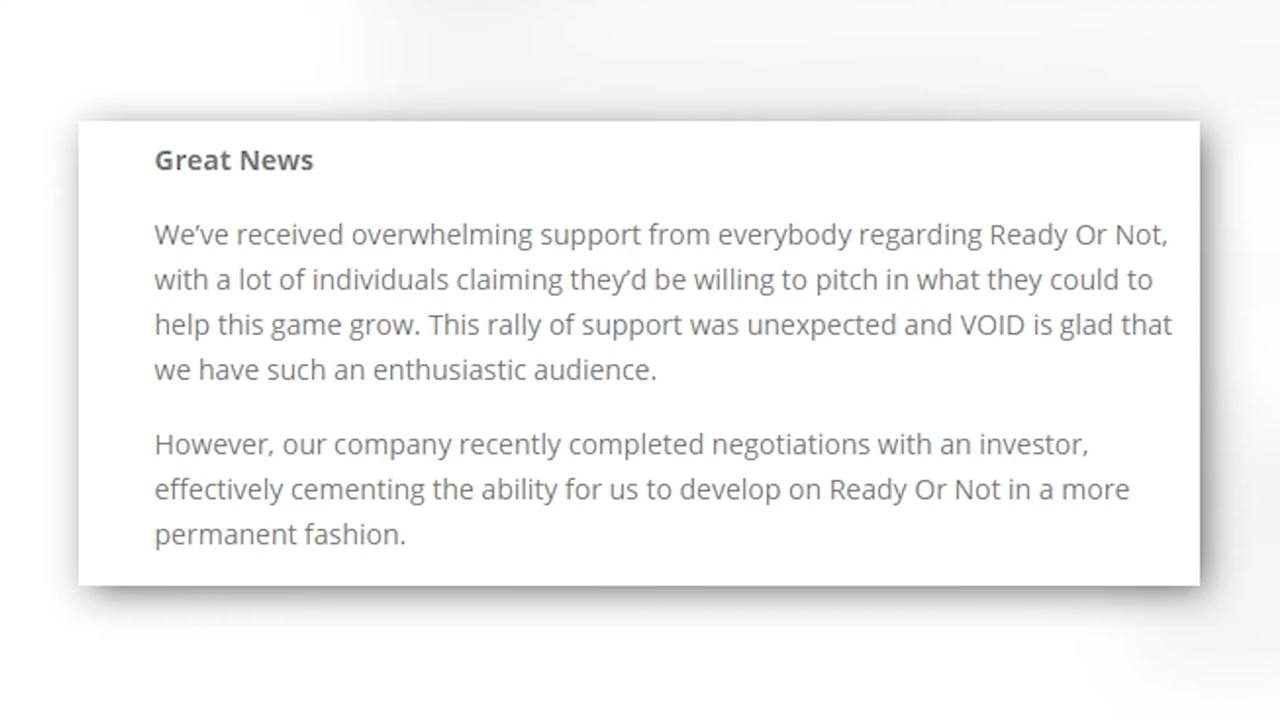 Great News
We’ve received overwhelming support from everybody regarding Ready Or Not,
with a lot of individuals claiming they’d be willing to pitch in what they could to
help this game grow. This rally of support was unexpected and VOID is glad that
we have such an enthusiastic audience.
However, our company recently completed negotiations with an investor,
effectively cementing the ability for us to develop on Ready Or Not in a more
permanent fashion.